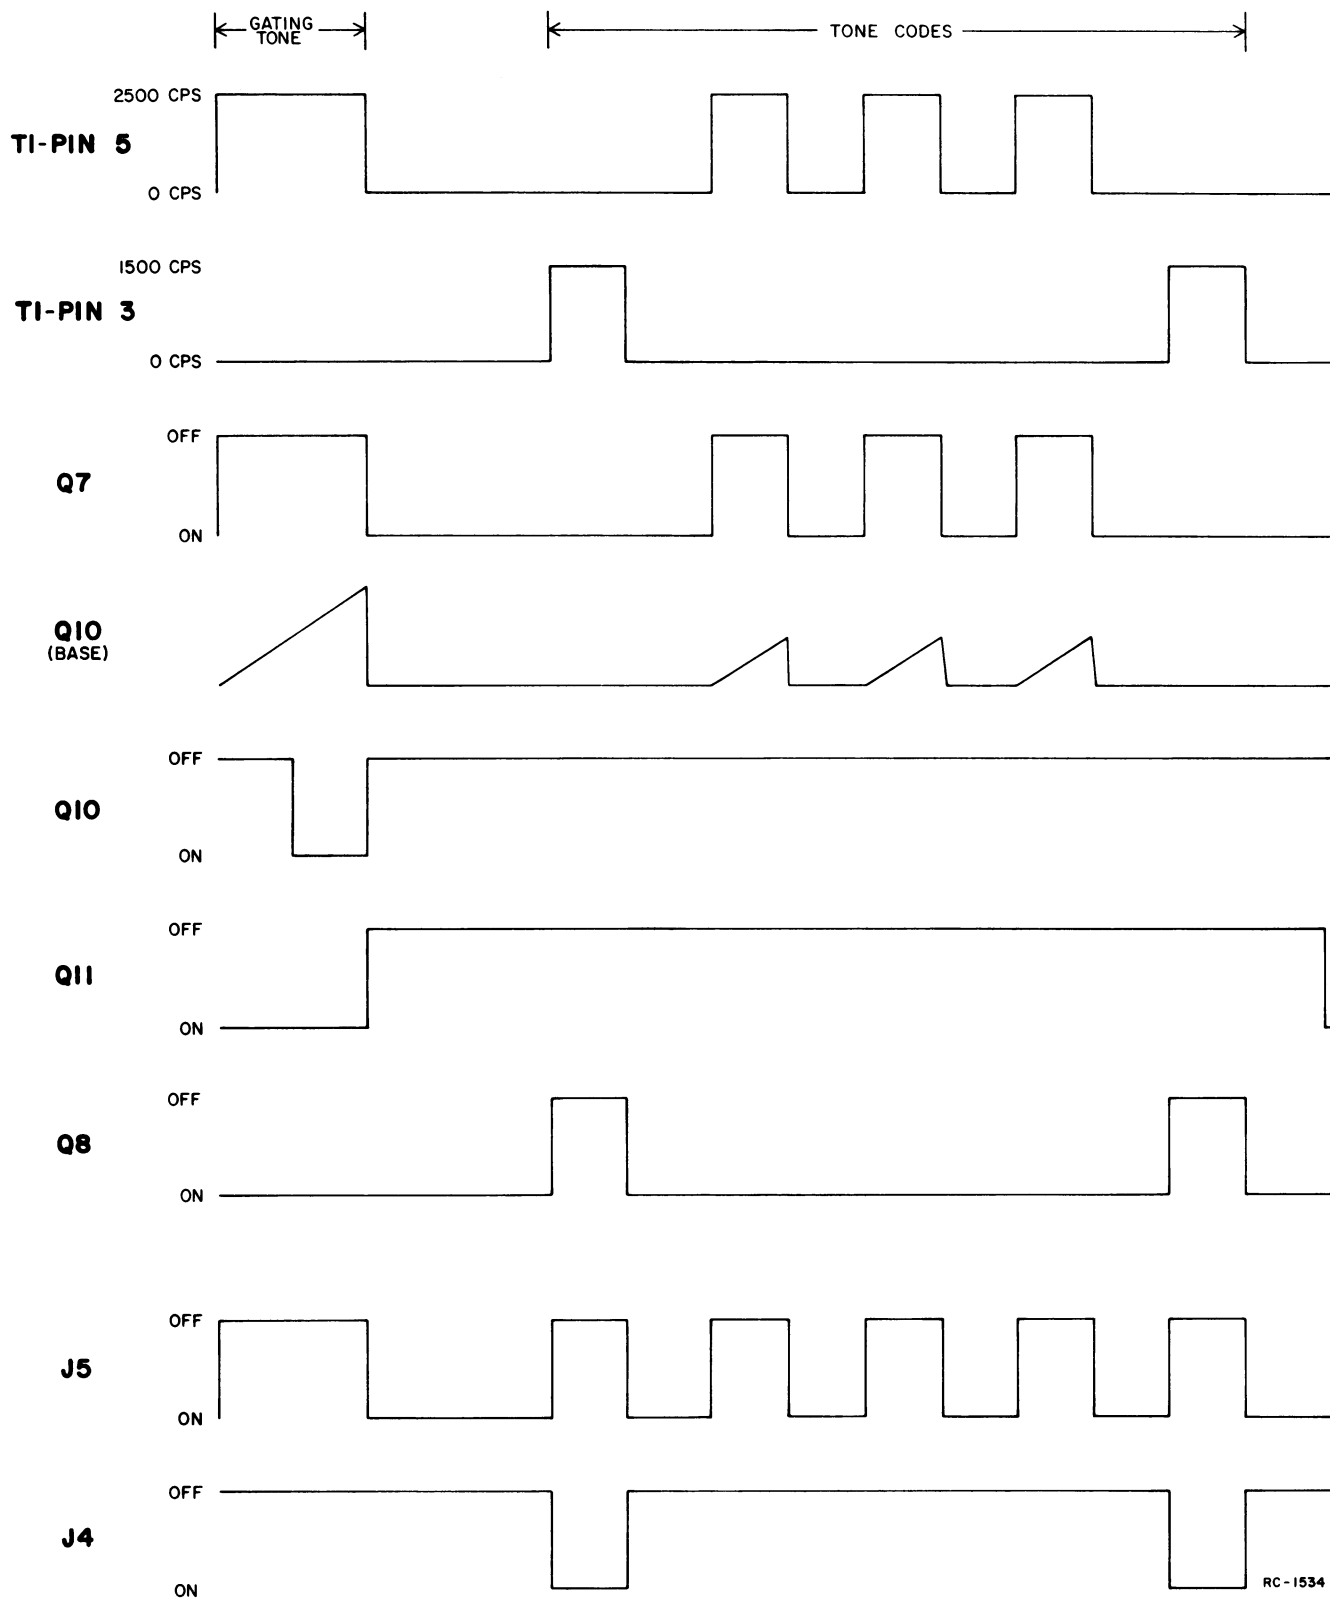 GATING
TONE
TONE CODES
2500 CPS
T1-PIN 5
0 CPS
1500 CPS
T1-PIN 3
0 CPS
OFF
Q7
ON
Q10
(BASE)
OFF
Q10
ON
OFF
Q11
ON
OFF
Q8
ON
OFF
J5
ON
OFF
J4
ON
RC-1534